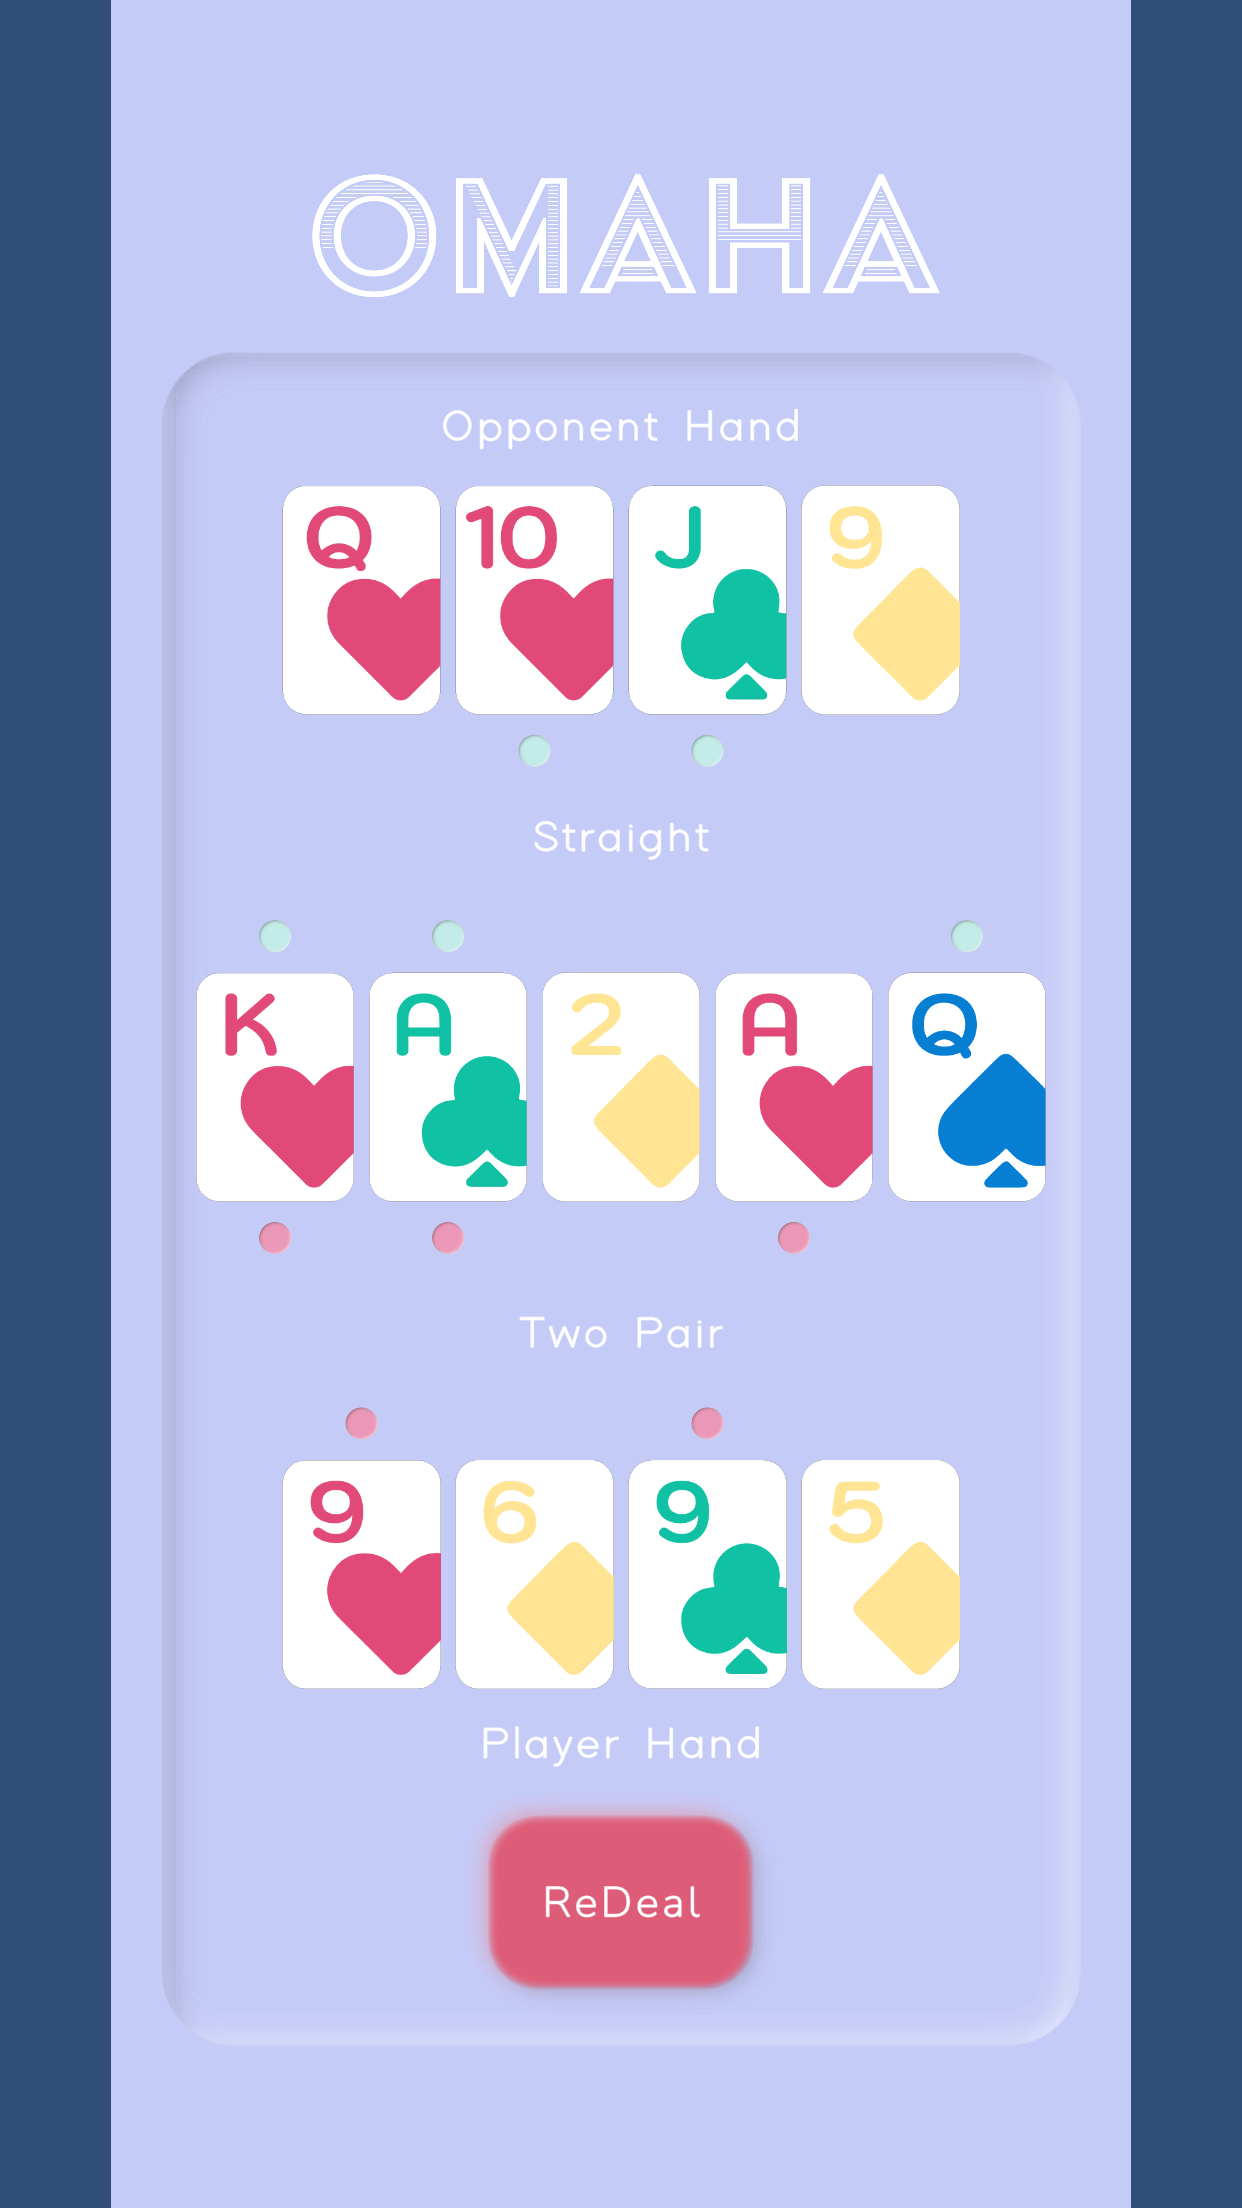 OMAHA
Opponent Hand
Q 10 J 9
Straight
K A 2 A Q
Two Pair
9 6 9 5
Player Hand
ReDeal